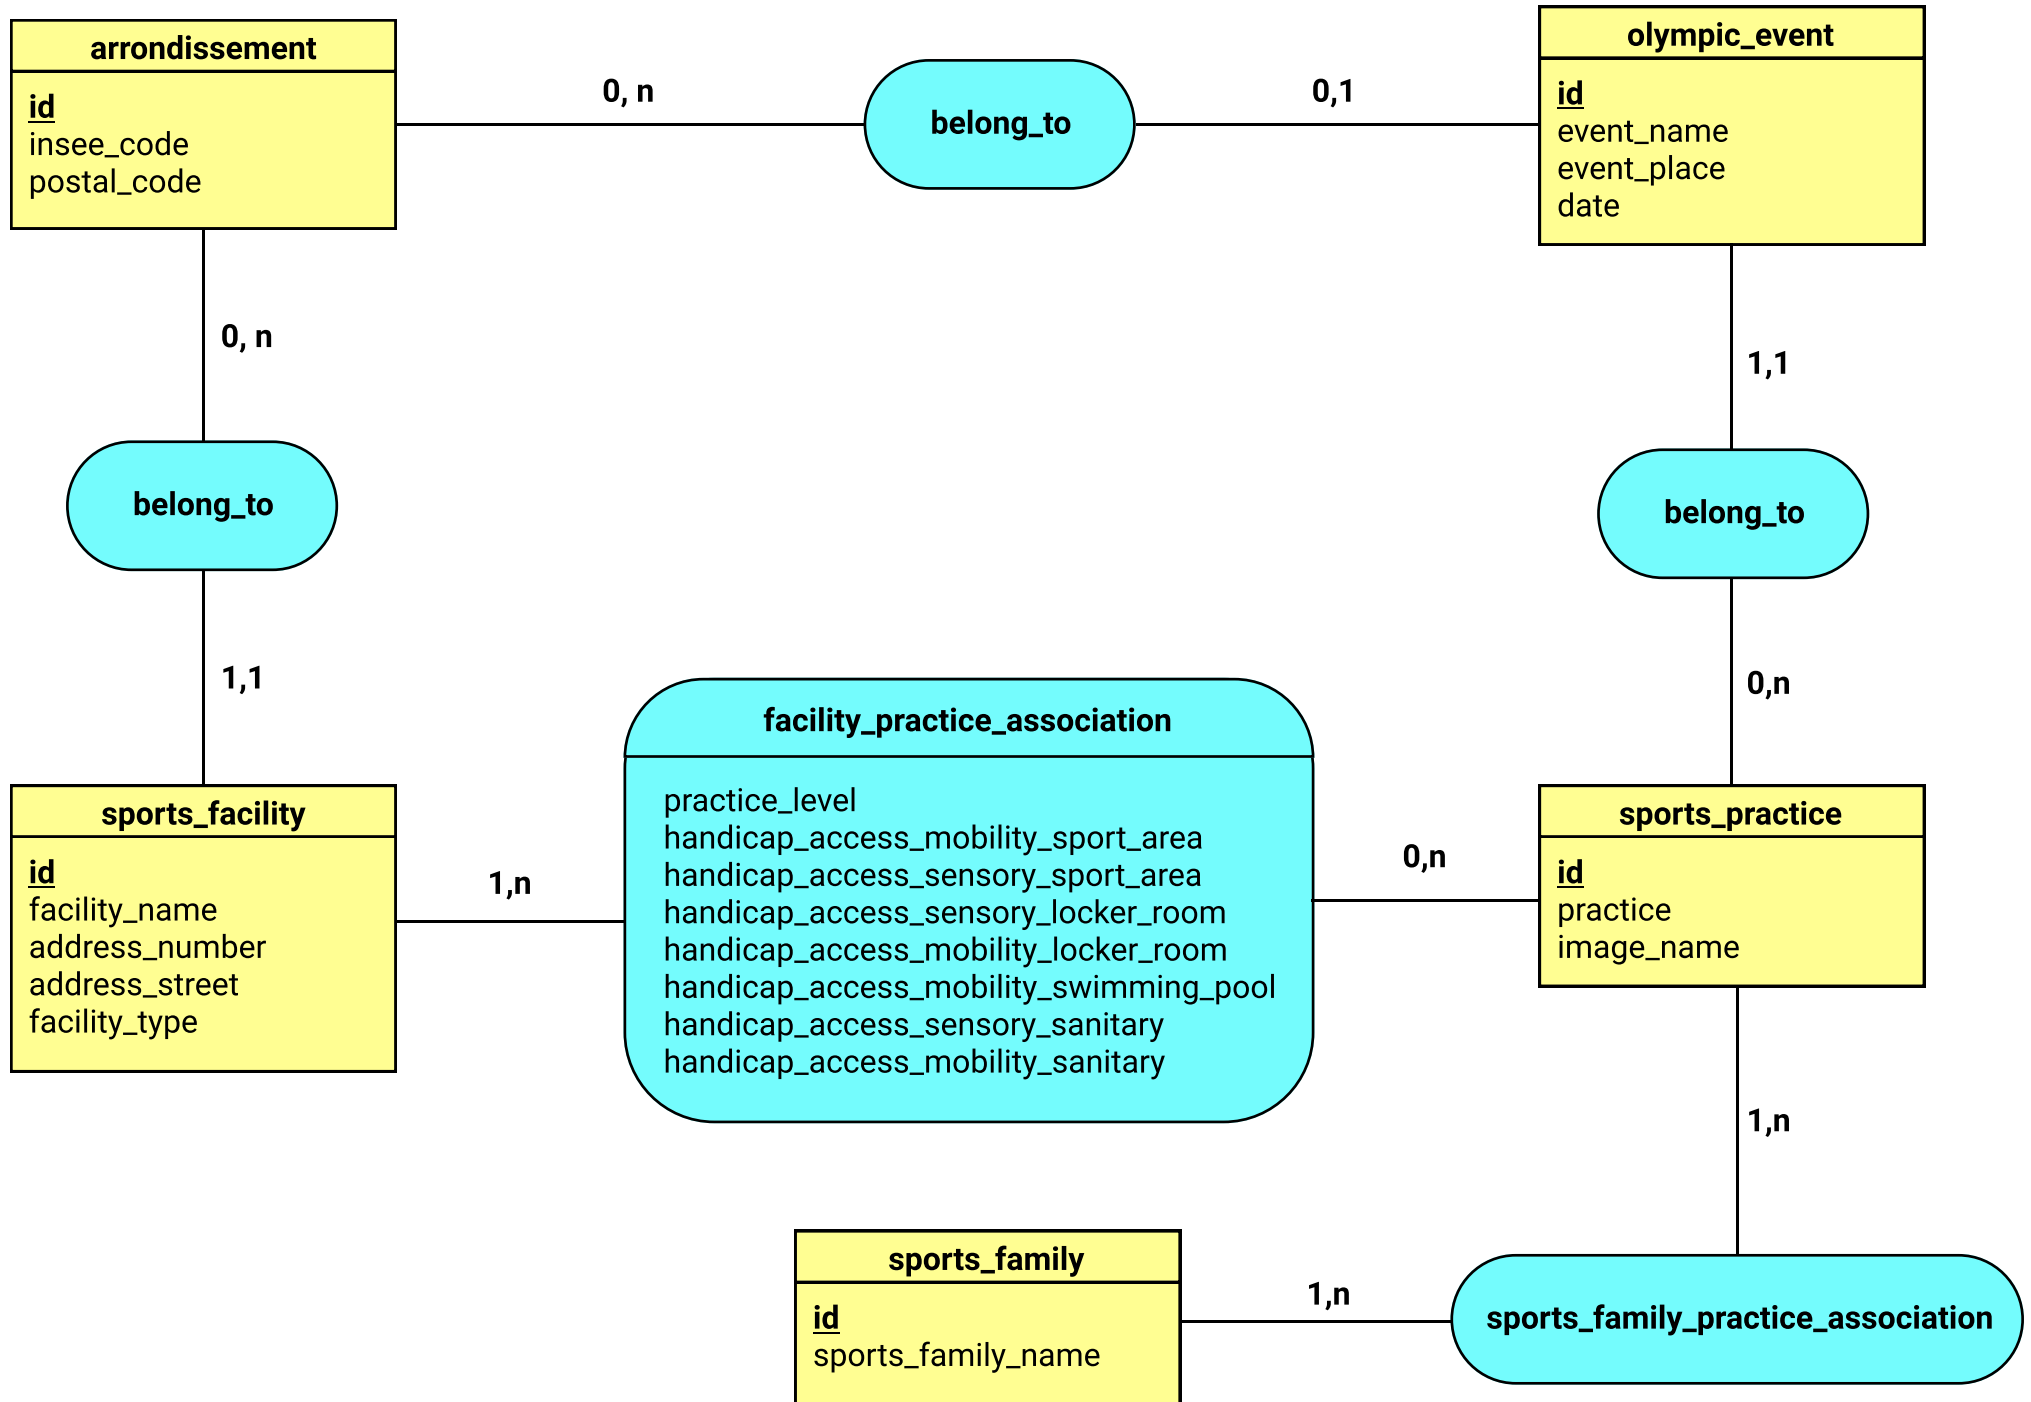 arrondissement
id
insee_code
postal_code
0, n
belong_to
0,1
olympic_event
id
event_name
event_place
date
0, n
belong_to
1,1
1,1
belong_to
0,n
sports_facility
id
facility_name
address_number
address_street
facility_type
1,n
facility_practice_association
practice_level
handicap_access_mobility_sport_area
handicap_access_sensory_sport_area
handicap_access_sensory_locker_room
handicap_access_mobility_locker_room
handicap_access_mobility_swimming_pool
handicap_access_sensory_sanitary
handicap_access_mobility_sanitary
0,n
sports_practice
id
practice
image_name
1,n
sports_family
id
sports_family_name
1,n
sports_family_practice_association